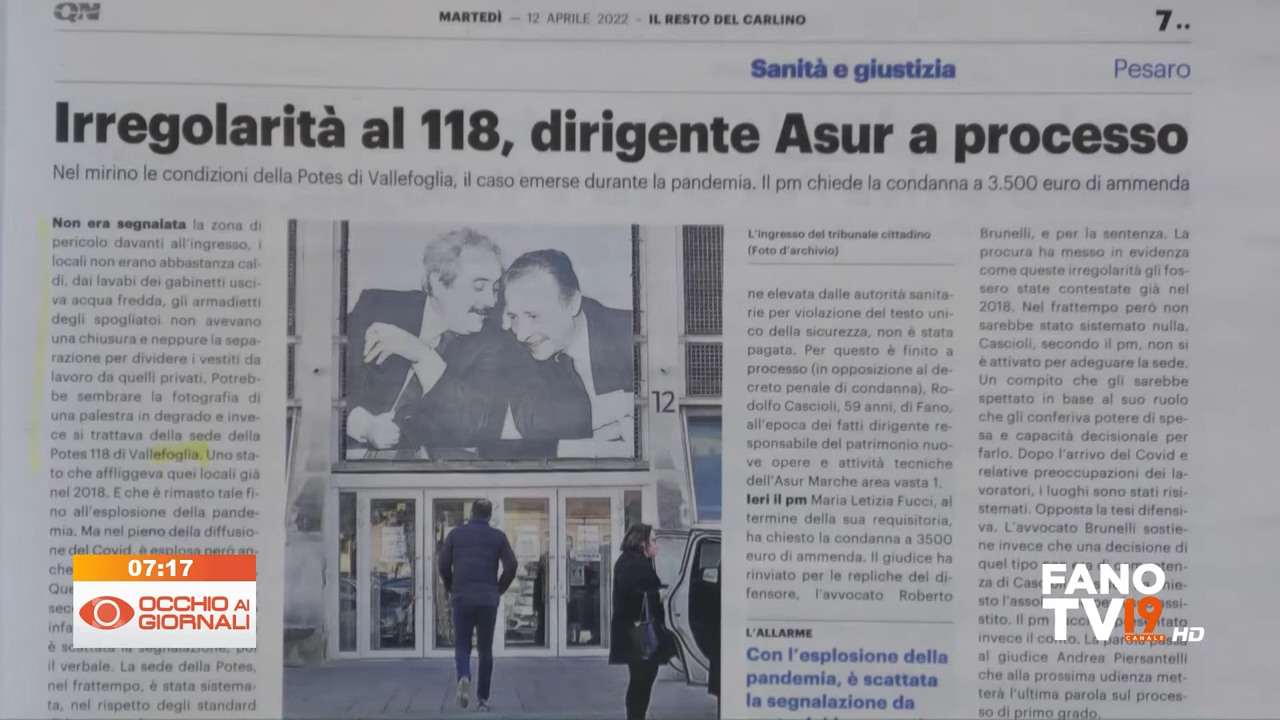 QN
MARTEDÌ — 12 APRILE 2022 – IL RESTO DEL CARLINO
7..
Sanità e giustizia
Pesaro
Irregolarità al 118, dirigente Asur a processo
Nel mirino le condizioni della Potes di Vallefoglia, il caso emerse durante la pandemia. Il pm chiede la condanna a 3.500 euro di ammenda
Non era segnalata la zona di
pericolo davanti all'ingresso, i
locali non erano abbastanza cal-
di, dai lavabi dei gabinetti usci-
va acqua fredda, gli armadietti
degli spogliatoi non avevano
una chiusura e neppure la sepa-
razione per dividere i vestiti da
lavoro da quelli privati. Potreb-
be sembrare la fotografia di
una palestra in degrado e inve-
ce si trattava della sede della
Potes 118 di Vallefoglia. Uno sta-
to che affliggeva quei locali già
nel 2018. E che è rimasto tale fi-
no all'esplosione della pande-
mia. Ma nel pieno della diffusio-
ne del Covid, è esplosa però an-
che
il verbale. La sede della Potes,
nel frattempo, è stata sistema-
ta, nel rispetto degli standard
12
L'ingresso del tribunale cittadino
(Foto d'archivio)
ne elevata dalle autorità sanita-
rie per violazione del testo uni-
co della sicurezza, non è stata
pagata. Per questo è finito a
processo (in opposizione al de-
creto penale di condanna), Ro-
dolfo Cascioli, 59 anni, di Fano,
all'epoca dei fatti dirigente re-
sponsabile del patrimonio nuo-
ve opere e attività tecniche
dell'Asur Marche area vasta 1.
Ieri il pm Maria Letizia Fucci, al
termine della sua requisitoria,
ha chiesto la condanna a 3500
euro di ammenda. Il giudice ha
rinviato per le repliche del di-
fensore, l'avvocato Roberto
L'ALLARME
Con l'esplosione della
pandemia, è scattata
la segnalazione da
Brunelli, e per la sentenza. La
procura ha messo in evidenza
come queste irregolarità gli fos-
sero state contestate già nel
2018. Nel frattempo però non
sarebbe stato sistemato nulla.
Cascioli, secondo il pm, non si
è attivato per adeguare la sede.
Un compito che gli sarebbe
spettato in base al suo ruolo
che gli conferiva potere di spe-
sa e capacità decisionale per
farlo. Dopo l'arrivo del Covid e
relative preoccupazioni dei la-
voratori, i luoghi sono stati risi-
stemati. Opposta la tesi difensi-
va. L'avvocato Brunelli sostie-
ne invece che una decisione di
quel tipo
za di
sto
stito. Il pm
invece il
al giudice Andrea Piersantelli
che alla prossima udienza met-
terà l'ultima parola sul proces-
so di primo grado.
07:17
OCCHIO AI
GIORNALI
FANO
TV 19
CANALE HD